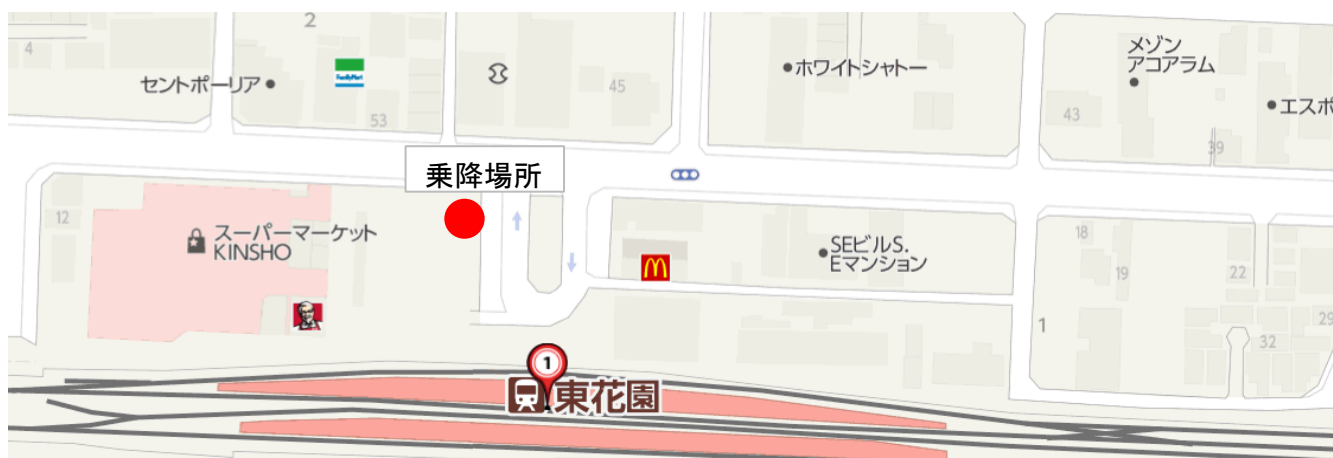 2
4
FamilyMart
セントポーリア
53
45
ホワイトシャトー
メゾン
アコアラム
43
エスポ
39
乗降場所
12
スーパーマーケット
KINSHO
SEビルS.
Eマンション
18
19
22
1
29
32
1
東花園